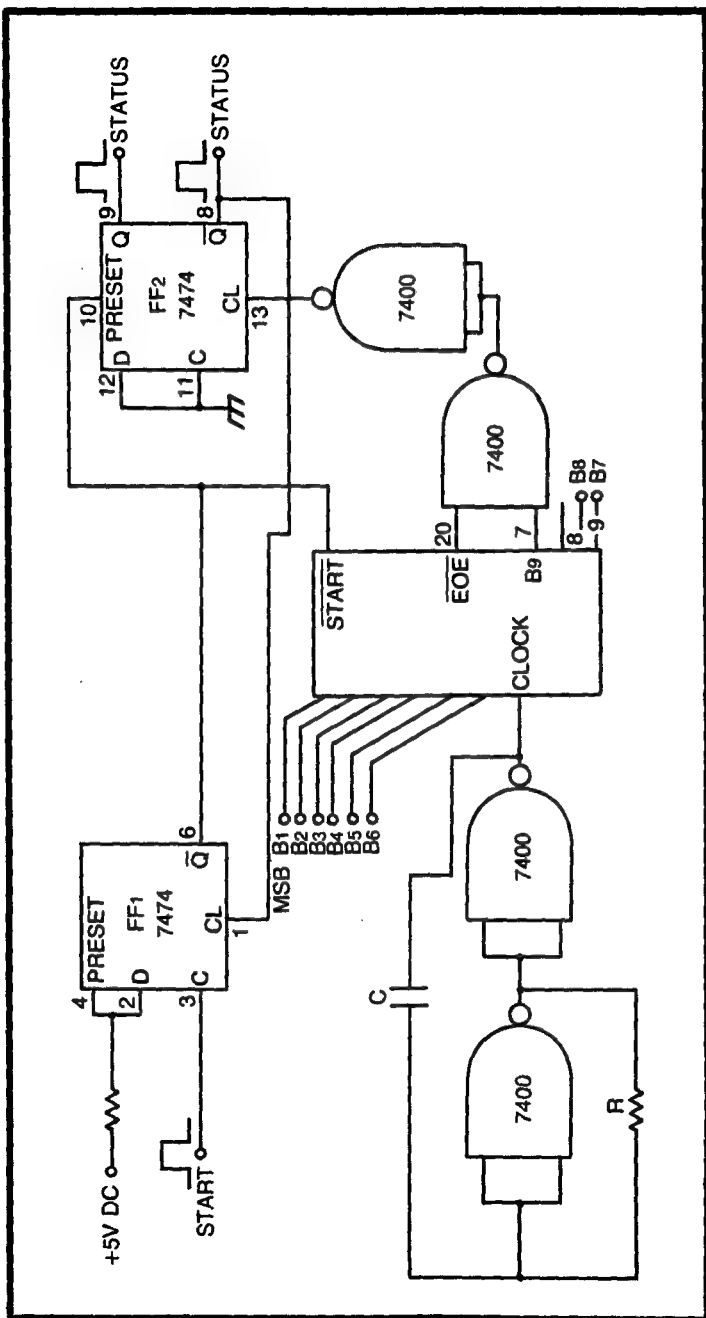 +5V DC
START
4
PRESET
2
D
3
C
FF1
7474
CL
1
Q
6
10
PRESET
12
D
11
C
FF2
7474
CL
13
Q
9
STATUS
Q
8
STATUS
MSB
B1
B2
B3
B4
B5
B6
START
EOE
20
B9
7
8
B8
9
B7
CLOCK
7400
7400
C
7400
7400
R